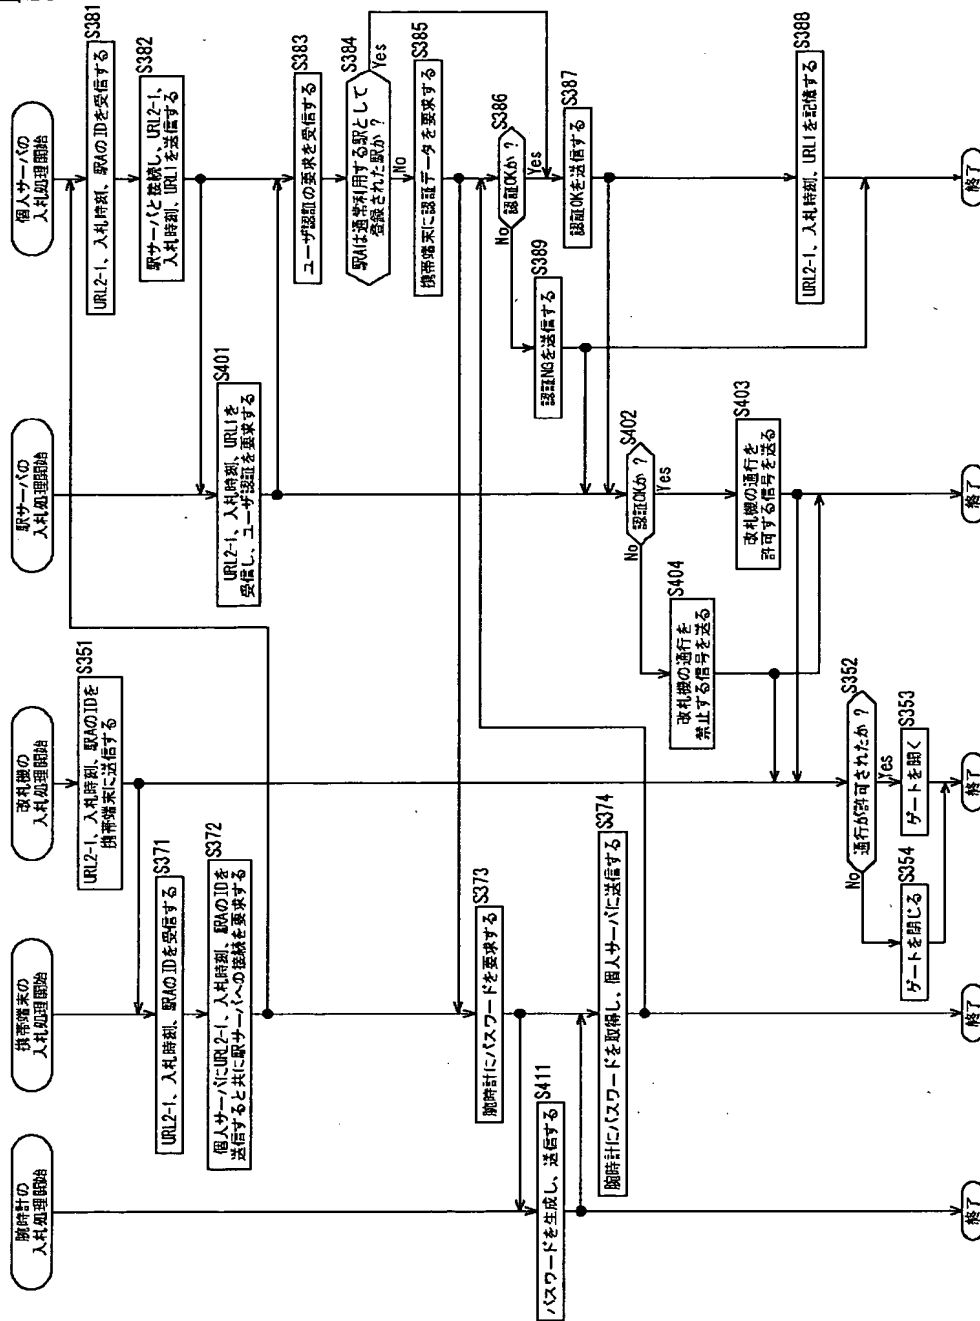 個人サーバの
入札処理開始
URL2-1、入札時刻、駅AのIDを受信する
S381
駅サーバと接続し、URL2-1、
入札時刻、URL1を送信する
S382
ユーザ認証の要求を受信する
S383
駅Aは通常利用する駅として
登録された駅か?
S384
Yes
No
携帯端末に認証データを要求する
S385
認証OKか?
S386
Yes
No
認証OKを送信する
S387
認証NGを送信する
S389
URL2-1、入札時刻、URL1を記憶する
S388
終了
駅サーバの
入札処理開始
URL2-1、入札時刻、URL1を
受信し、ユーザ認証を要求する
S401
認証OKか?
S402
Yes
No
改札機の通行を
許可する信号を送る
S403
改札機の通行を
禁止する信号を送る
S404
終了
改札機の
入札処理開始
URL2-1、入札時刻、駅AのIDを
携帯端末に送信する
S351
通行が許可されたか?
S352
Yes
No
ゲートを開く
S353
ゲートを閉じる
S354
終了
携帯端末の
入札処理開始
URL2-1、入札時刻、駅AのIDを受信する
S371
個人サーバにURL2-1、入札時刻、駅AのIDを
送信すると共に駅サーバへの接続を要求する
S372
腕時計にパスワードを要求する
S373
腕時計にパスワードを取得し、個人サーバに送信する
S374
終了
腕時計の
入札処理開始
パスワードを生成し、送信する
S411
終了